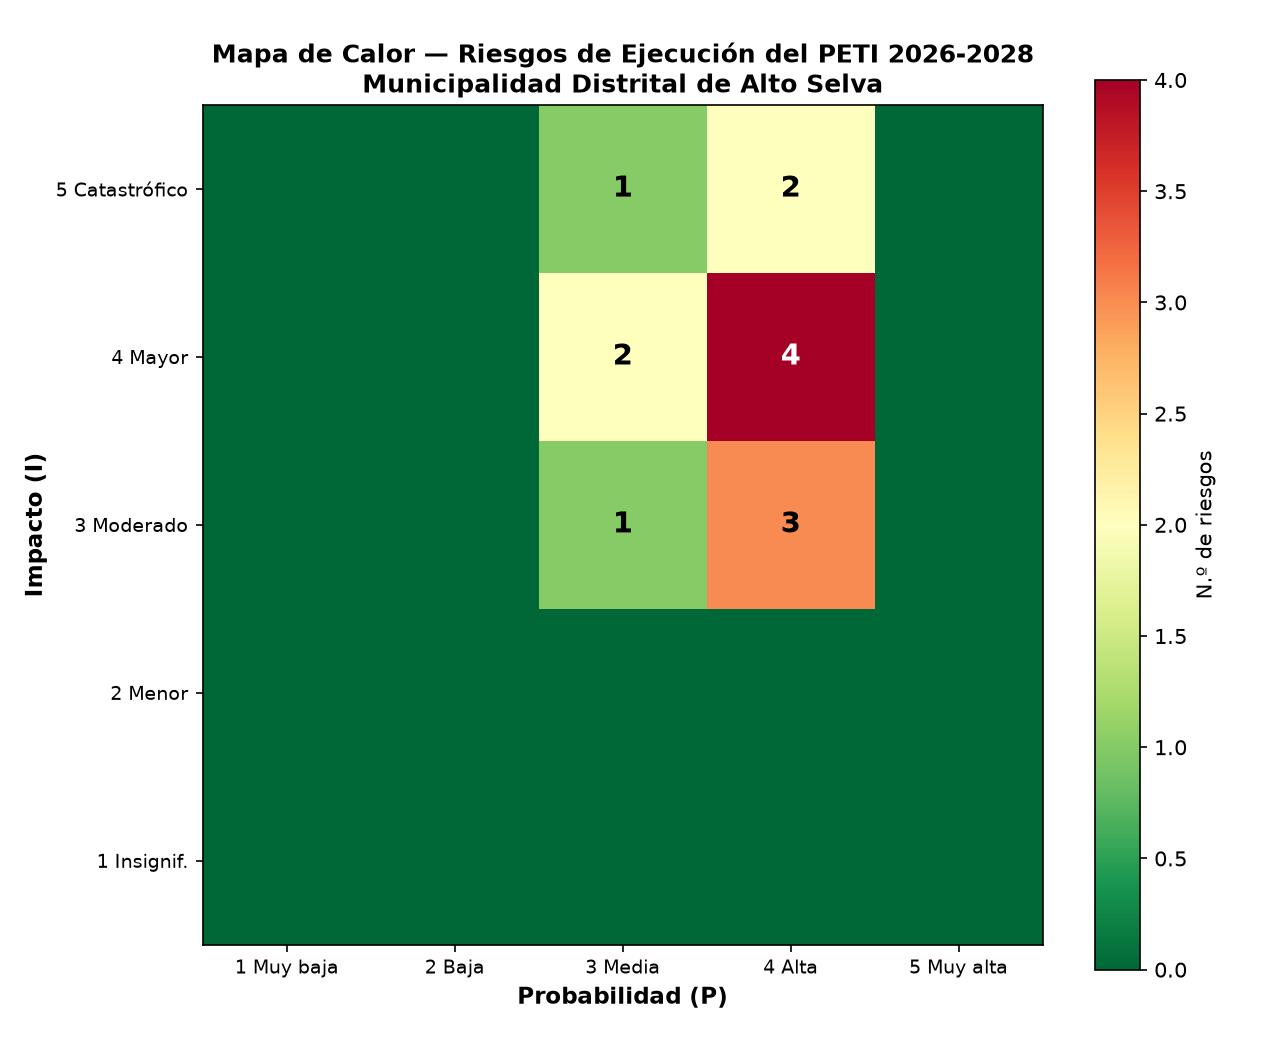 Mapa de Calor — Riesgos de Ejecución del PETI 2026-2028
Municipalidad Distrital de Alto Selva
5 Catastrófico
4 Mayor
3 Moderado
2 Menor
1 Insignif.
Impacto (I)
1
2
2
4
1
3
1 Muy baja
2 Baja
3 Media
4 Alta
5 Muy alta
Probabilidad (P)
4.0
3.5
3.0
2.5
2.0
1.5
1.0
0.5
0.0
N.º de riesgos